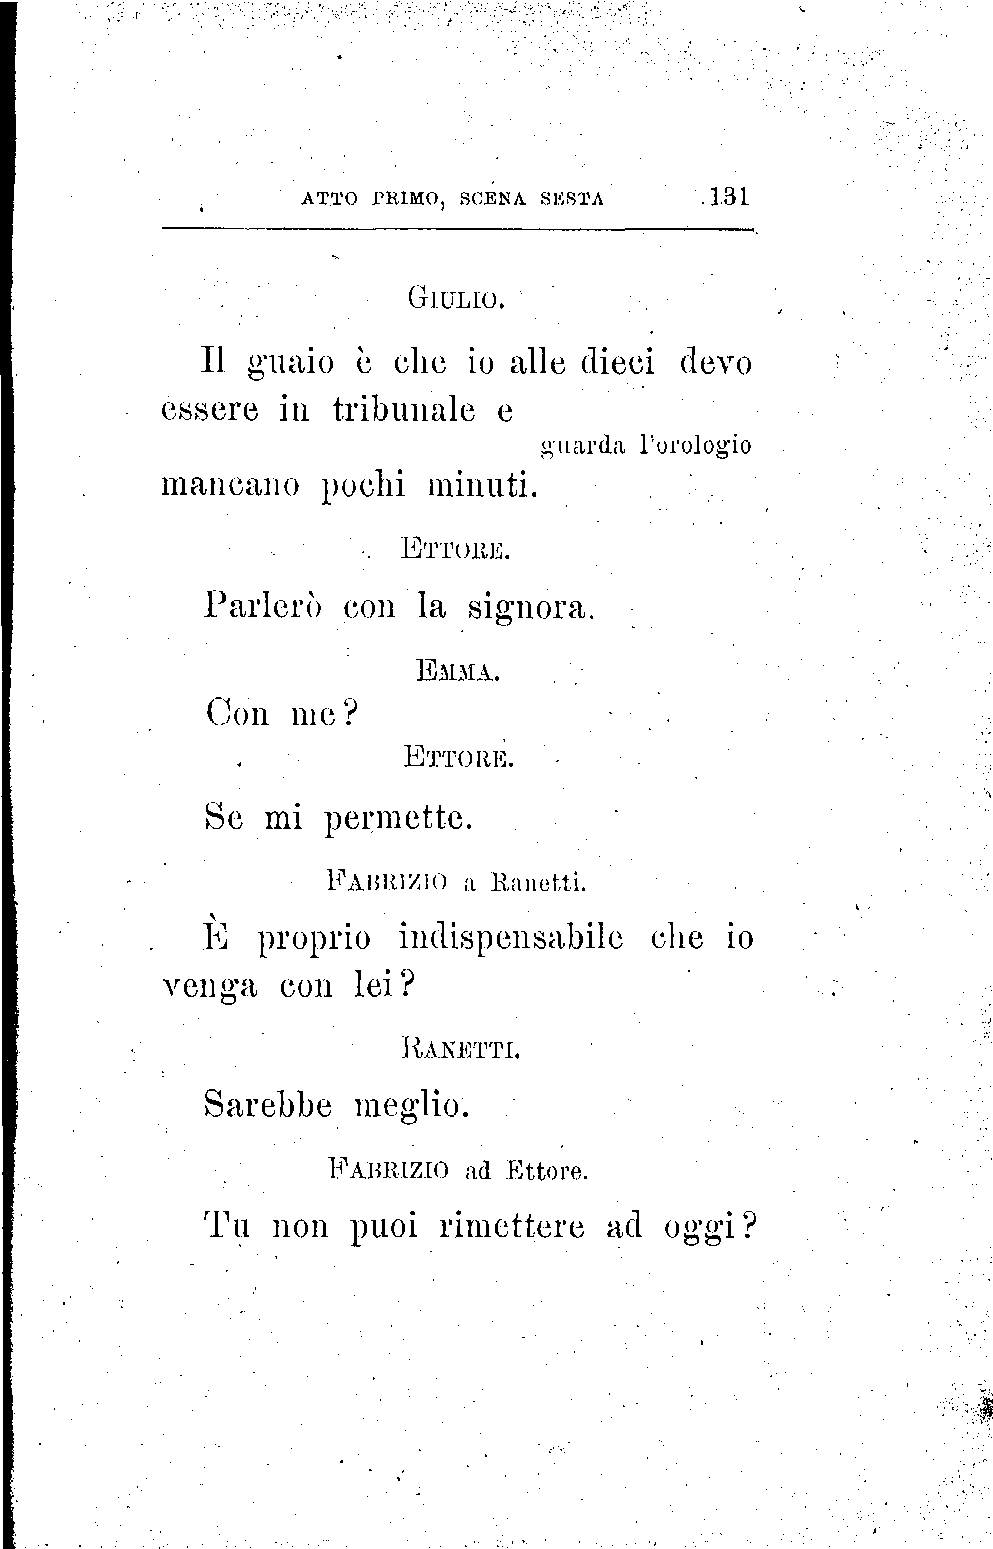 ATTO PRIMO, SCENA SESTA 131
GIULIO.
Il guaio è che io alle dieci devo
essere in tribunale e
guarda l'orologio
mancano pochi minuti.
ETTORE.
Parlerò con la signora.
EMMA.
Con me?
ETTORE.
Se mi permette.
FABRIZIO a Ranetti.
È proprio indispensabile che io
venga con lei?
RANETTI.
Sarebbe meglio.
FABRIZIO ad Ettore.
Tu non puoi rimettere ad oggi?